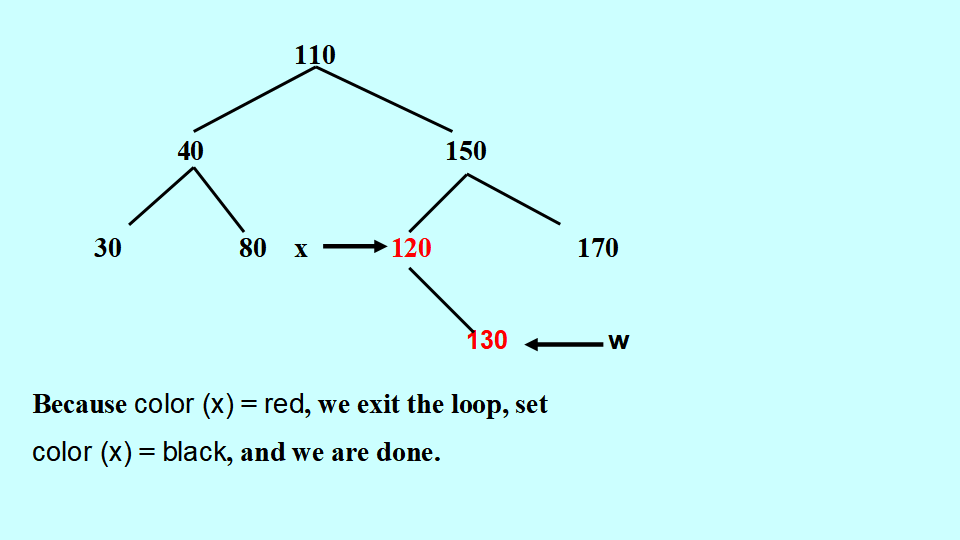 110
40 150
30 80 x 120 170
130 w
Because color (x) = red, we exit the loop, set
color (x) = black, and we are done.